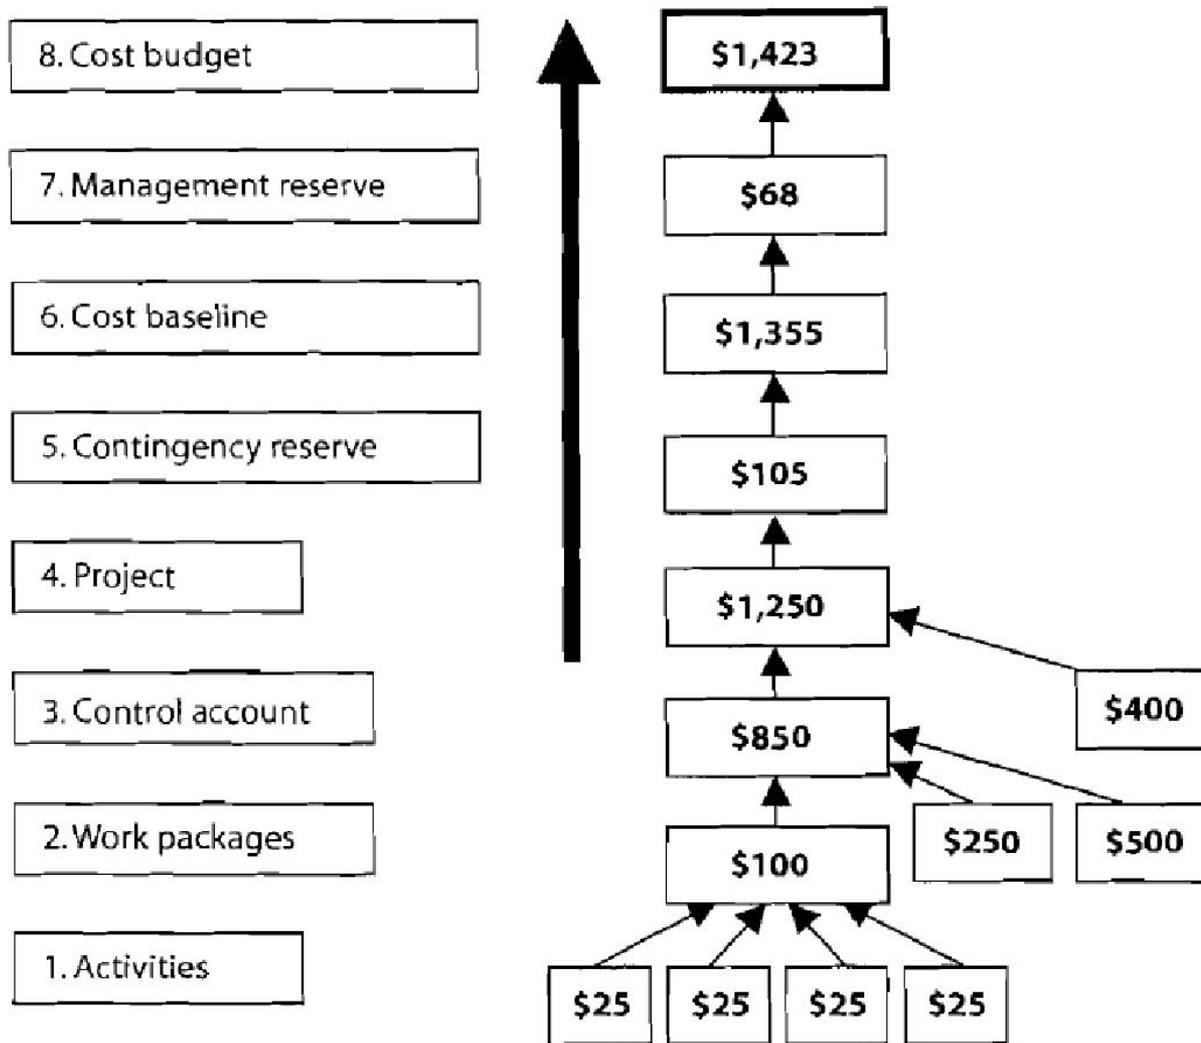 8. Cost budget
$1,423
7. Management reserve
$68
6. Cost baseline
$1,355
5. Contingency reserve
$105
4. Project
$1,250
3. Control account
$850
$400
2. Work packages
$100
$250
$500
1. Activities
$25
$25
$25
$25